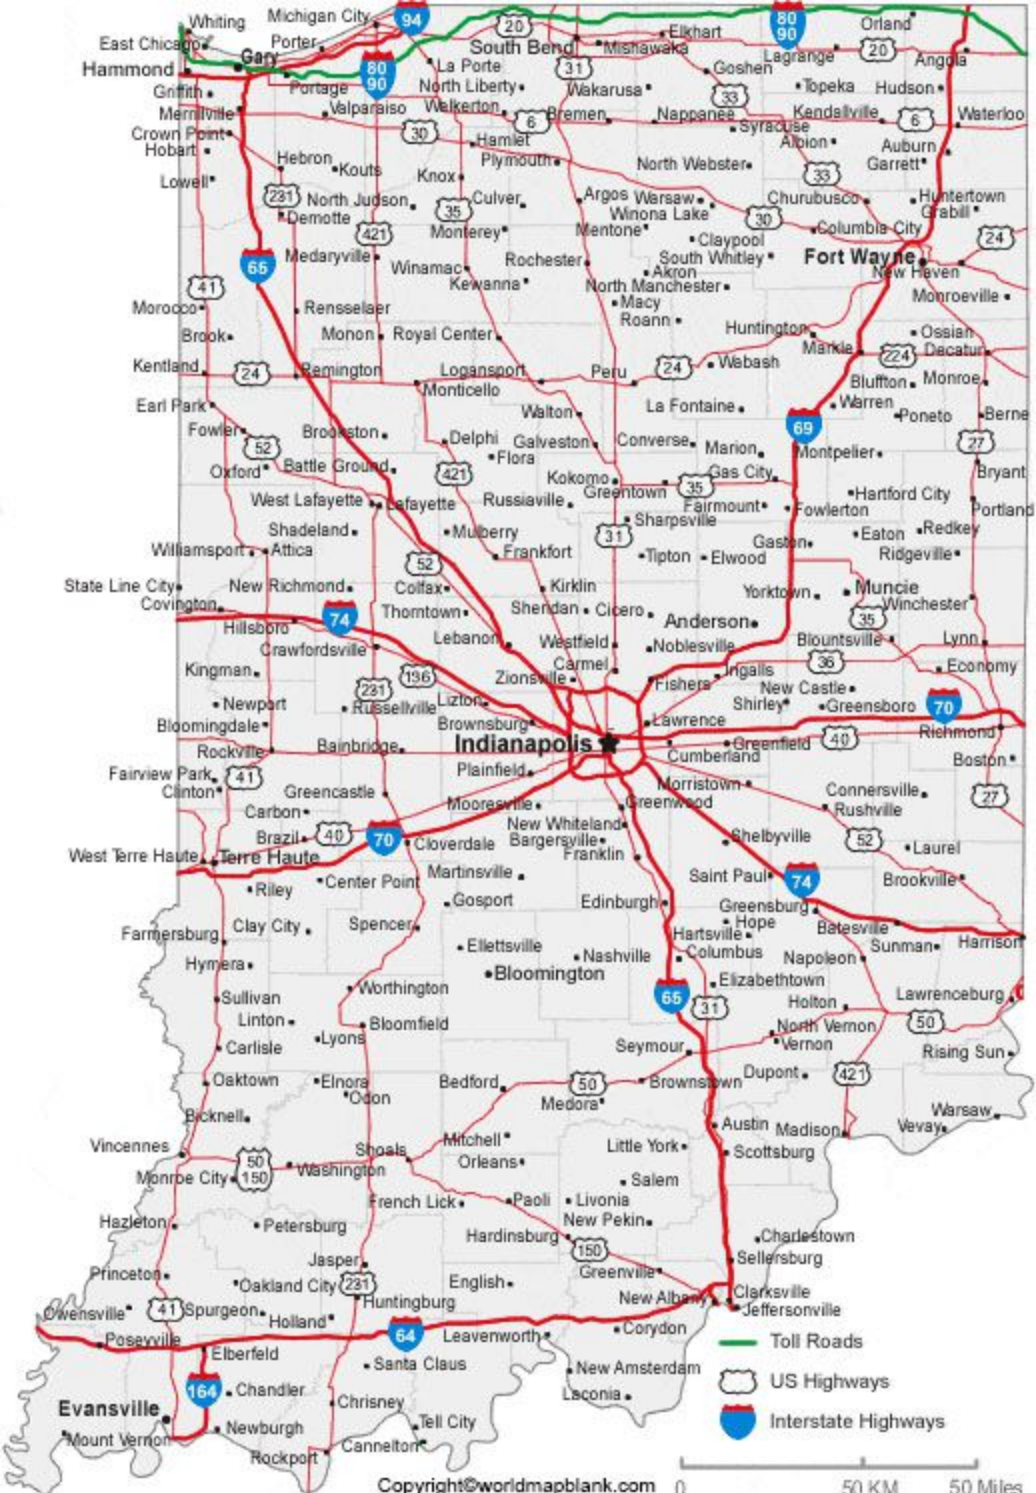 Whiting
Michigan City
94
20
80
90
Orland
East Chicago
Porter
South Bend
Elkhart
Mishawaka
20
Gary
Lagrange
Angola
Hammond
80
90
La Porte
31
Goshen
Griffith
Portage
North Liberty
Wakarusa
33
Topeka
Hudson
Merrillville
Valparaiso
Walkerton
6
Bremen
Nappanee
Kendallville
6
Waterloo
Crown Point
30
Hamlet
Syracuse
Albion
Auburn
Hobart
Hebron
Kouts
Plymouth
North Webster
33
Garrett
Lowell
231
North Judson
Knox
Culver
Argos
Warsaw
Churubusco
Huntertown
Demotte
35
Winona Lake
30
Grabill
421
Monterey
Mentone
Claypool
Columbia City
24
65
Medaryville
Winamac
Rochester
South Whitley
Fort Wayne
Akron
New Haven
41
Kewanna
North Manchester
Morocco
Rensselaer
Macy
Monroeville
Brook
Monon
Royal Center
Roann
Huntington
Ossian
Kentland
24
Remington
Logansport
Peru
24
Wabash
Markle
224
Decatur
Monticello
Bluffton
Monroe
Earl Park
Walton
La Fontaine
Warren
Poneto
Berne
Fowler
52
Brookston
Delphi
Galveston
Converse
69
Marion
Montpelier
27
Oxford
Battle Ground
421
Flora
Kokomo
Gas City
Bryant
West Lafayette
Lafayette
Russiaville
Greentown
35
Fairmount
Hartford City
Fowlerton
Portland
Shadeland
Mulberry
31
Sharpsville
Gaston
Eaton
Redkey
Williamsport
Attica
52
Frankfort
Tipton
Elwood
Ridgeville
State Line City
New Richmond
Colfax
Kirklin
Yorktown
Muncie
Covington
74
Thorntown
Sheridan
Cicero
Anderson
35
Winchester
Hillsboro
Lebanon
Westfield
Noblesville
Blountsville
Lynn
Crawfordsville
Carmel
36
Kingman
136
Zionsville
Fishers
Ingalls
Economy
231
Lizton
New Castle
70
Newport
Russellville
Shirley
Greensboro
Bloomingdale
Brownsburg
Lawrence
Richmond
Rockville
Bainbridge
Indianapolis
Greenfield
40
Cumberland
Boston
Fairview Park
41
Plainfield
Morristown
Clinton
Greencastle
Mooresville
Greenwood
Connersville
27
Carbon
New Whiteland
Rushville
Brazil
40
70
Cloverdale
Bargersville
Shelbyville
52
West Terre Haute
Terre Haute
Franklin
Laurel
Riley
Center Point
Martinsville
Saint Paul
74
Brookville
Gosport
Edinburgh
Greensburg
Clay City
Spencer
Hope
Batesville
Farmersburg
Ellettsville
Hartsville
Sunman
Harrison
Hymera
Nashville
Columbus
Napoleon
Bloomington
Elizabethtown
Sullivan
Worthington
65
31
Holton
Lawrenceburg
Linton
Bloomfield
North Vernon
50
Carlisle
Lyons
Seymour
Vernon
Rising Sun
Oaktown
Elnora
Bedford
50
Brownstown
Dupont
421
Odon
Medora
Bicknell
Austin
Madison
Warsaw
Vevay
Vincennes
Shoals
Mitchell
Little York
Scottsburg
50
150
Washington
Orleans
Monroe City
Salem
French Lick
Paoli
Livonia
Hazleton
Petersburg
New Pekin
Hardinsburg
Charlestown
150
Jasper
Greenville
Sellersburg
Princeton
Oakland City
231
English
Owensville
41
Spurgeon
Huntingburg
New Albany
Clarksville
Holland
Jeffersonville
Poseyville
64
Leavenworth
Corydon
Elberfeld
Santa Claus
New Amsterdam
164
Chandler
Laconia
Evansville
Chrisney
Mount Vernon
Newburgh
Tell City
Cannelton
Rockport
Toll Roads
US Highways
Interstate Highways
Copyright©worldmapblank.com
0
50 KM
50 Miles